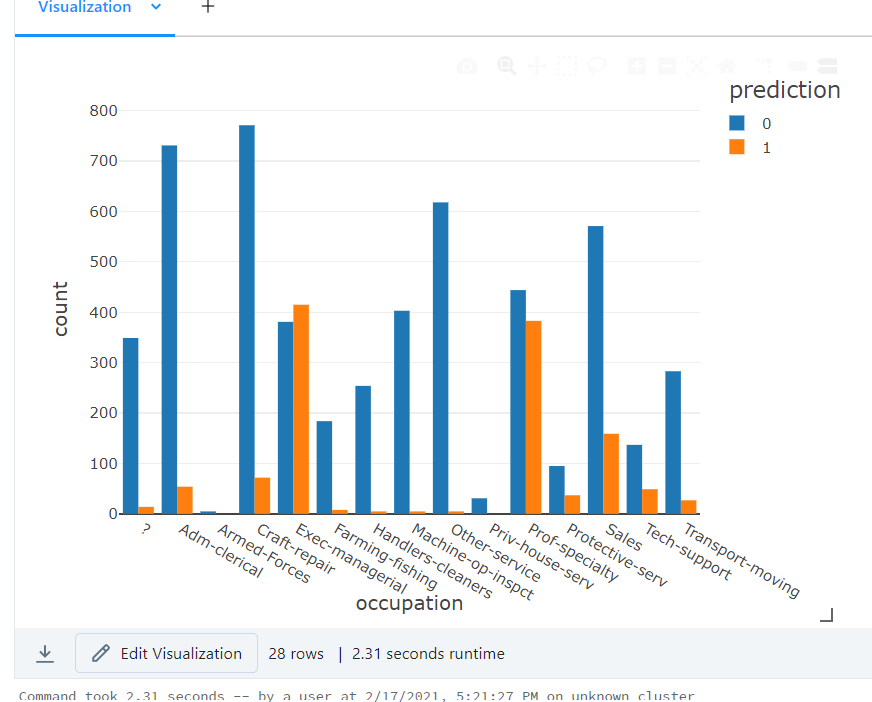 Visualization
prediction
0
1
800
700
600
500
400
300
200
100
0
count
?
Adm-clerical
Armed-Forces
Craft-repair
Exec-managerial
Farming-fishing
Handlers-cleaners
Machine-op-inspct
Other-service
Priv-house-serv
Prof-specialty
Protective-serv
Sales
Tech-support
Transport-moving
occupation
Edit Visualization 28 rows | 2.31 seconds runtime
Command took 2.31 seconds -- by a user at 2/17/2021, 5:21:27 PM on unknown cluster